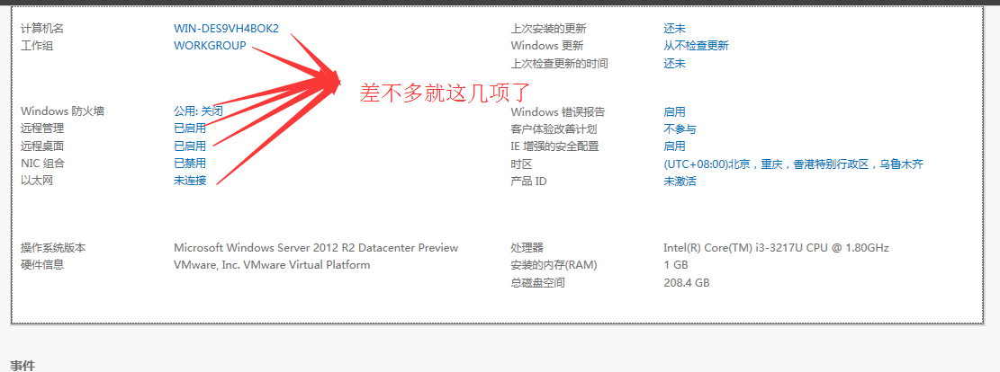 计算机名 WIN-DES9VH4BOK2 上次安装的更新 还未
工作组 WORKGROUP Windows 更新 从不检查更新
上次检查更新的时间 还未
差不多就这几项了
Windows 防火墙 公用: 关闭 Windows 错误报告 启用
远程管理 已启用 客户体验改善计划 不参与
远程桌面 已启用 IE 增强的安全配置 启用
NIC 组合 已禁用 时区 (UTC+08:00)北京，重庆，香港特别行政区，乌鲁木齐
以太网 未连接 产品 ID 未激活
操作系统版本 Microsoft Windows Server 2012 R2 Datacenter Preview 处理器 Intel(R) Core(TM) i3-3217U CPU @ 1.80GHz
硬件信息 VMware, Inc. VMware Virtual Platform 安装的内存(RAM) 1 GB
总磁盘空间 208.4 GB
事件